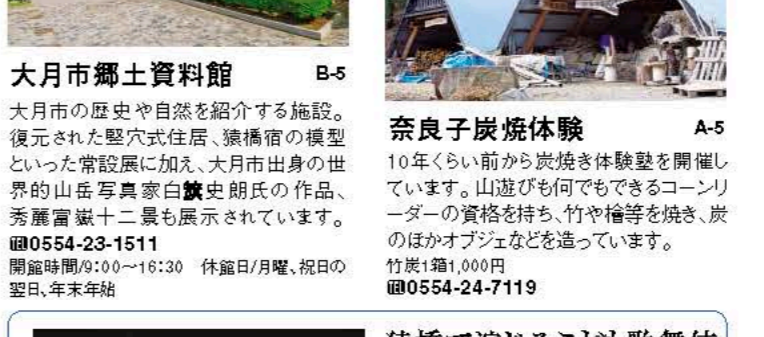 大月市郷土資料館 B-5
大月市の歴史や自然を紹介する施設。
復元された竪穴式住居、猿橋宿の模型
といった常設展に加え、大月市出身の世
界的山岳写真家白籏史朗氏の作品、
秀麗富嶽十二景も展示されています。
℡0554-23-1511
開館時間/9:00〜16:30 休館日/月曜、祝日の
翌日、年末年始
奈良子炭焼体験 A-5
10年くらい前から炭焼き体験塾を開催し
ています。山遊びも何でもできるコーンリ
ーダーの資格を持ち、竹や檜等を焼き、炭
のほかオブジェなどを造っています。
竹炭1箱1,000円
℡0554-24-7119